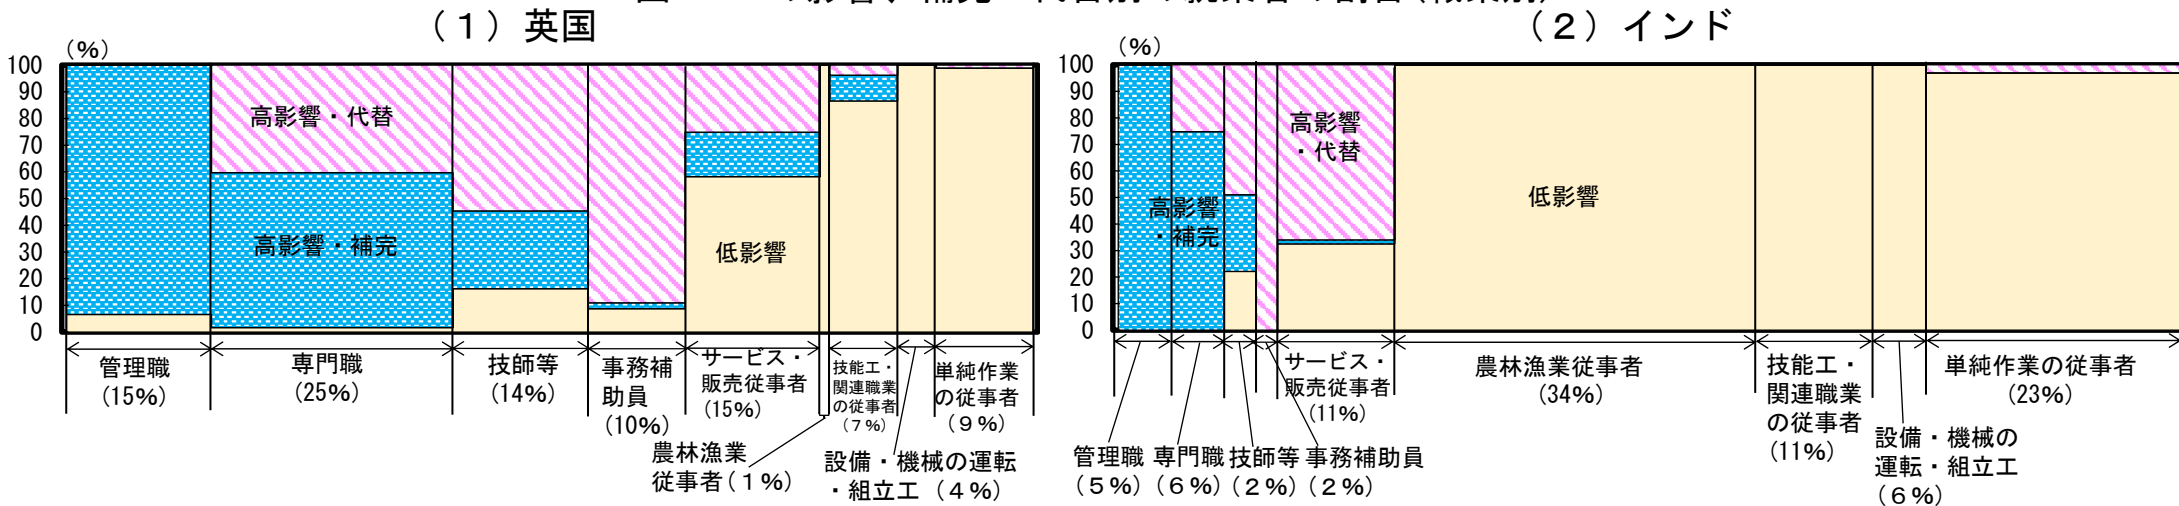 (1)英国
(%)
100
90
80
70
60
50
40
30
20
10
0
高影響・代替
高影響・補完
低影響
管理職
(15%)
専門職
(25%)
技師等
(14%)
事務補
助員
(10%)
サービス・
販売従事者
(15%)
農林漁業
従事者(1%)
技能工・
関連職業
の従事者
(7%)
設備・機械の運転
・組立工(4%)
単純作業
の従事者
(9%)
(2)インド
(%)
100
90
80
70
60
50
40
30
20
10
0
高影響
・代替
高影響
・補完
低影響
管理職
(5%)
専門職
(6%)
技師等
(2%)
事務補助員
(2%)
サービス・
販売従事者
(11%)
農林漁業従事者
(34%)
技能工・
関連職業
の従事者
(11%)
設備・機械の
運転・組立工
(6%)
単純作業の従事者
(23%)